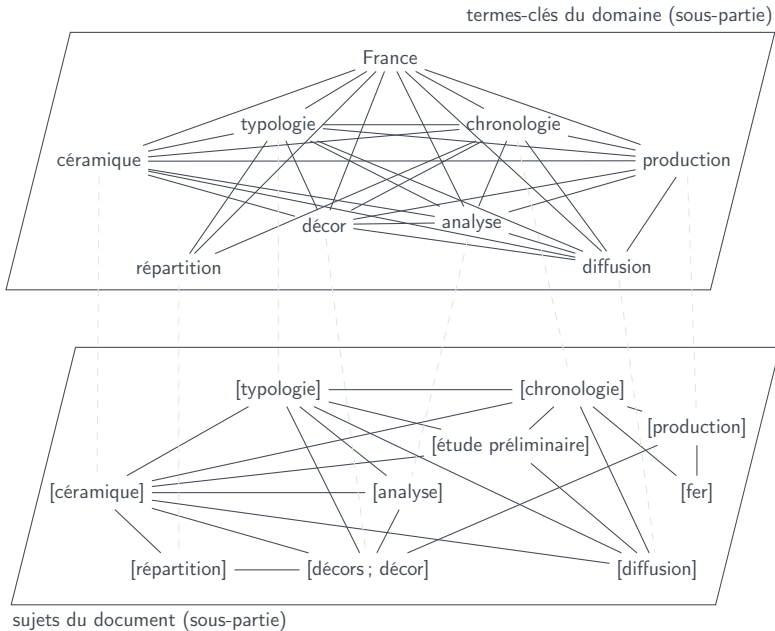 termes-clés du domaine (sous-partie)
France
typologie
chronologie
céramique
production
décor
analyse
répartition
diffusion
[typologie]
[chronologie]
[production]
[étude préliminaire]
[céramique]
[analyse]
[fer]
[répartition]
[décors ; décor]
[diffusion]
sujets du document (sous-partie)